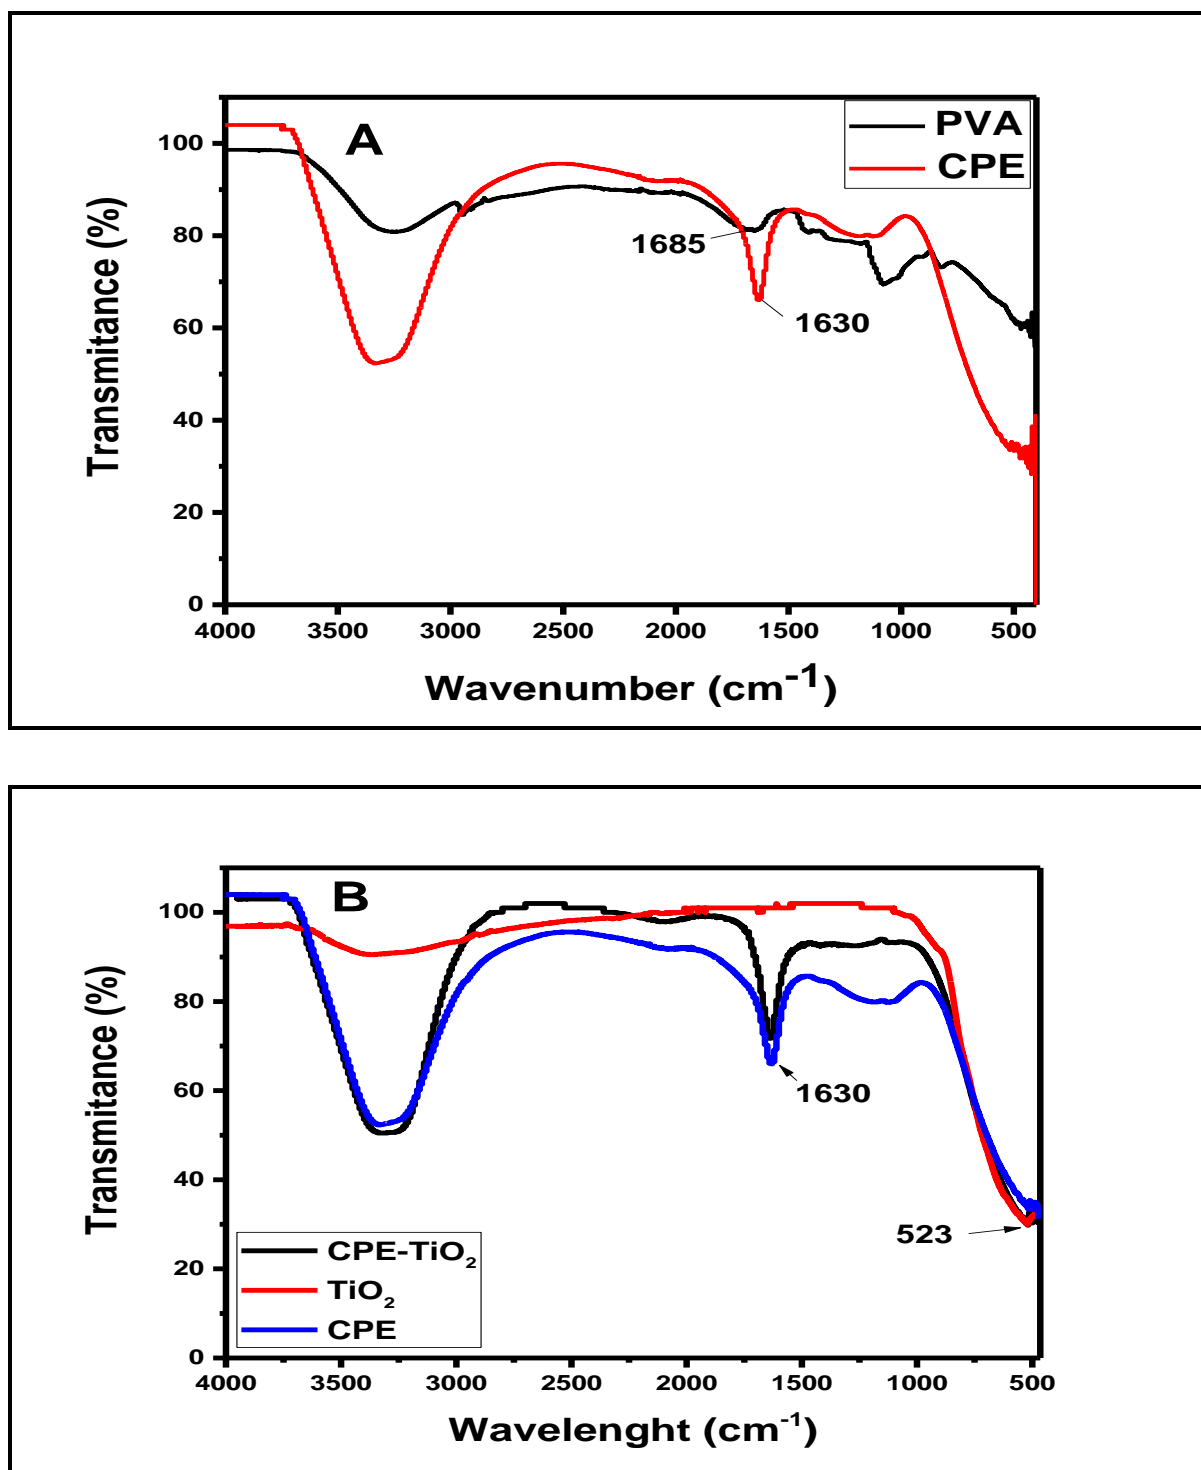 A
PVA
CPE
100
80
60
40
20
0
1685
1630
Transmitance (%)
4000 3500 3000 2500 2000 1500 1000 500
Wavenumber (cm⁻¹)
B
100
80
60
40
20
0
1630
523
CPE-TiO₂
TiO₂
CPE
Transmitance (%)
4000 3500 3000 2500 2000 1500 1000 500
Wavelenght (cm⁻¹)